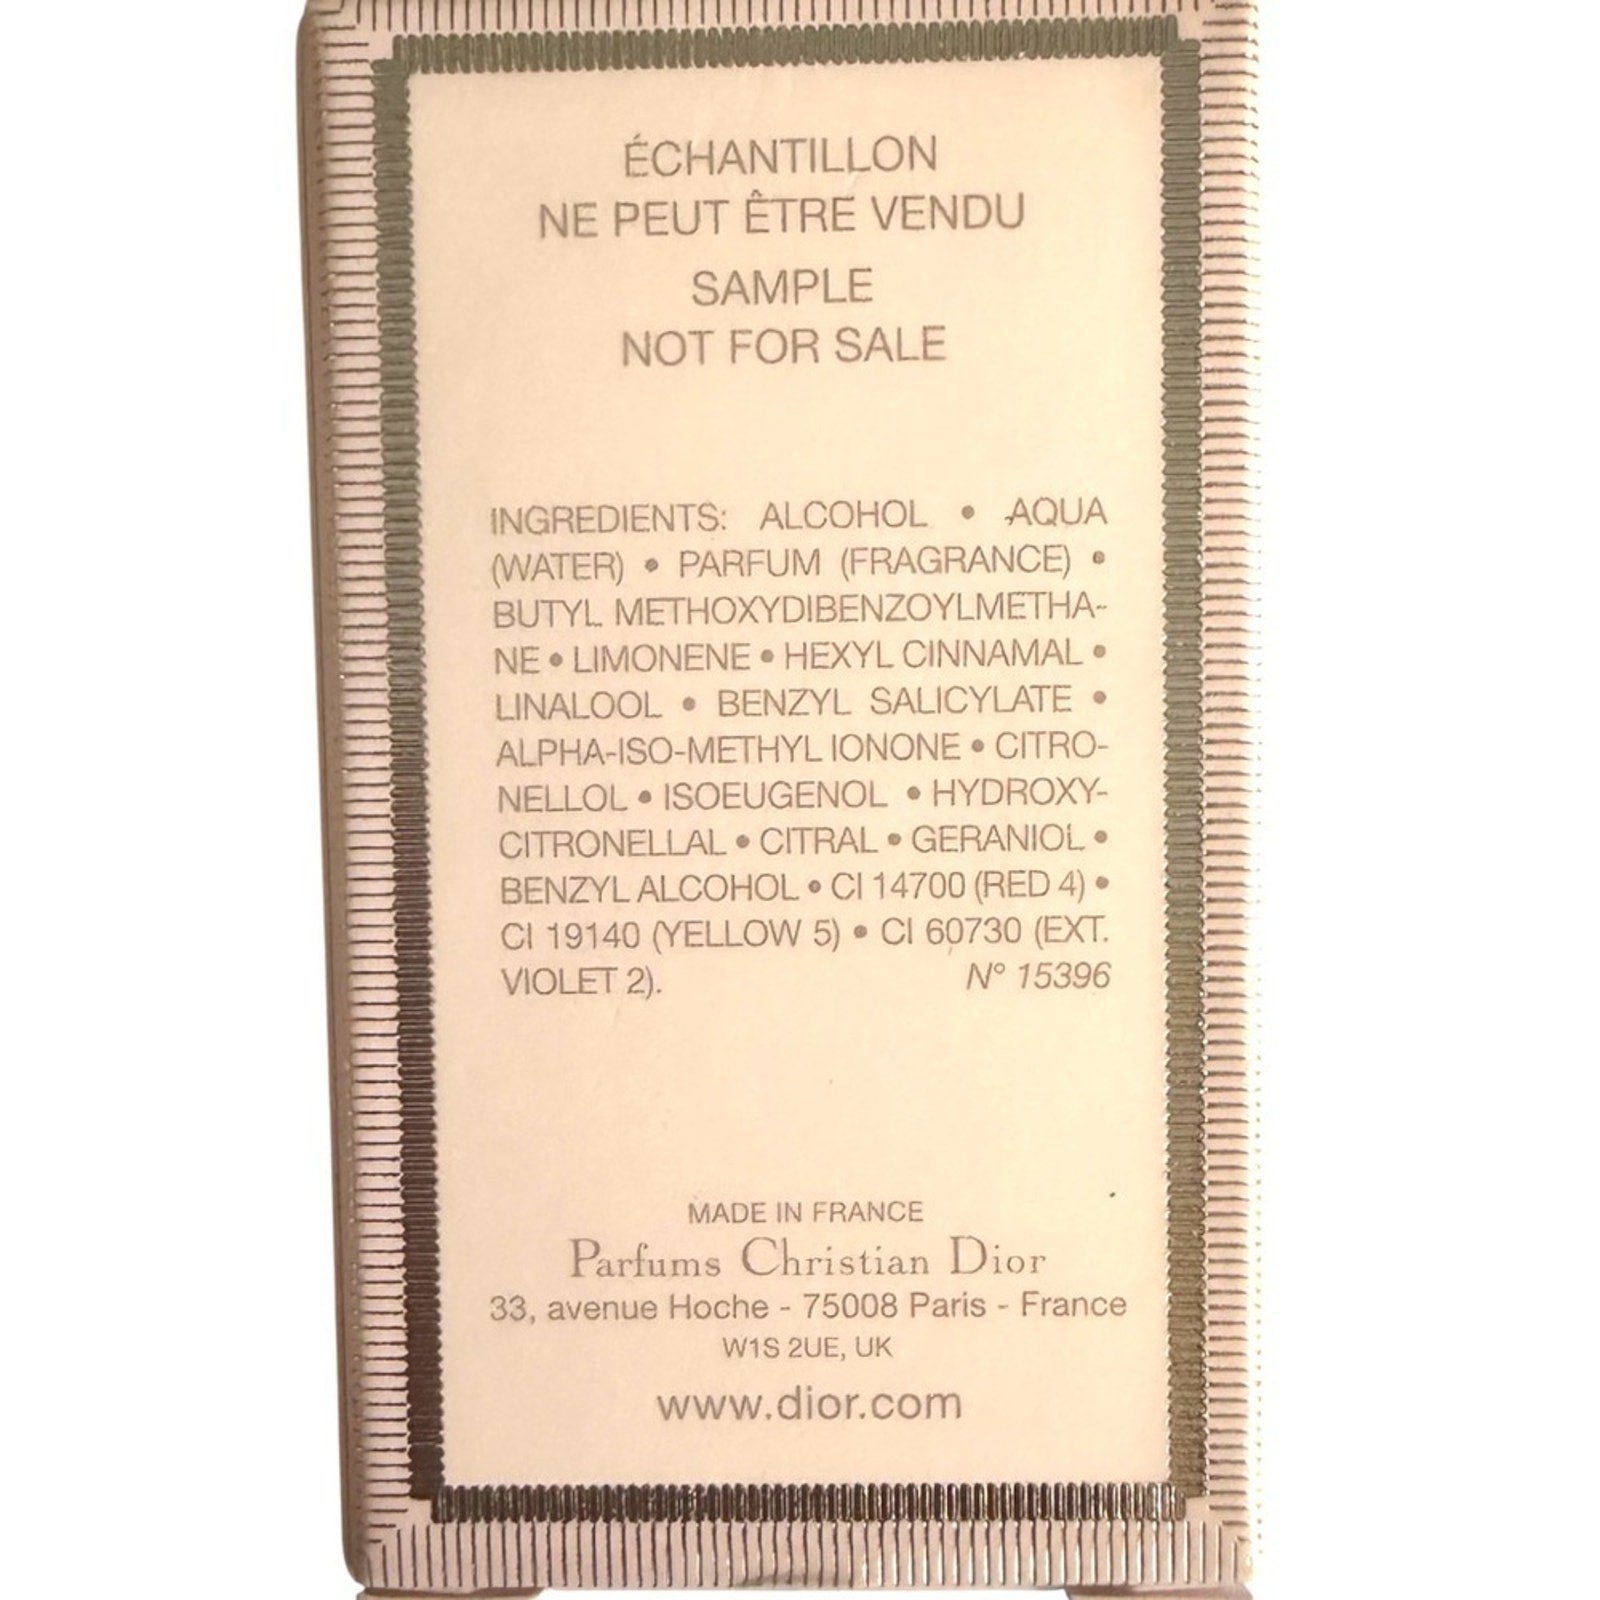 ÉCHANTILLON
NE PEUT ÊTRE VENDU
SAMPLE
NOT FOR SALE
INGREDIENTS: ALCOHOL • AQUA
(WATER) • PARFUM (FRAGRANCE) •
BUTYL METHOXYDIBENZOYLMETHA-
NE • LIMONENE • HEXYL CINNAMAL •
LINALOOL • BENZYL SALICYLATE •
ALPHA-ISO-METHYL IONONE • CITRO-
NELLOL • ISOEUGENOL • HYDROXY-
CITRONELLAL • CITRAL • GERANIOL •
BENZYL ALCOHOL • CI 14700 (RED 4) •
CI 19140 (YELLOW 5) • CI 60730 (EXT.
VIOLET 2). N° 15396
MADE IN FRANCE
Parfums Christian Dior
33, avenue Hoche - 75008 Paris - France
W1S 2UE, UK
www.dior.com